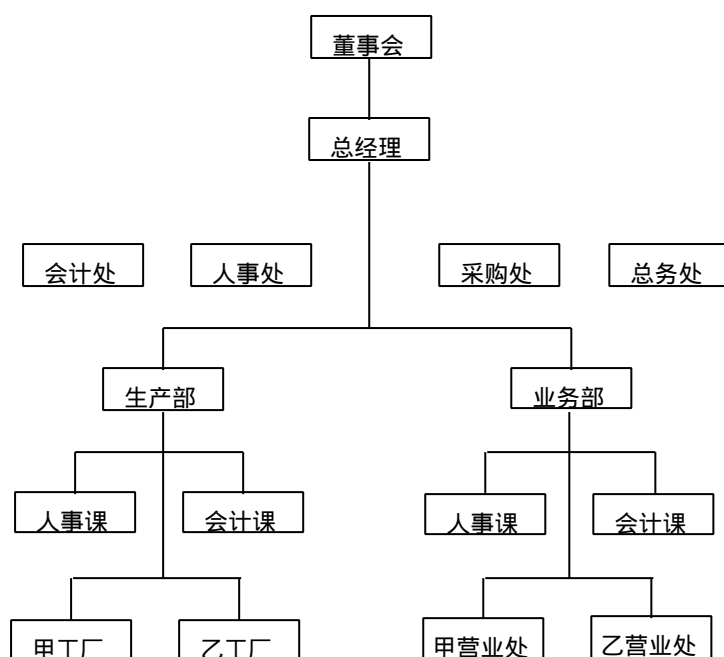 董事会
总经理
会计处
人事处
采购处
总务处
生产部
业务部
人事课
会计课
人事课
会计课
甲工厂
乙工厂
甲营业处
乙营业处